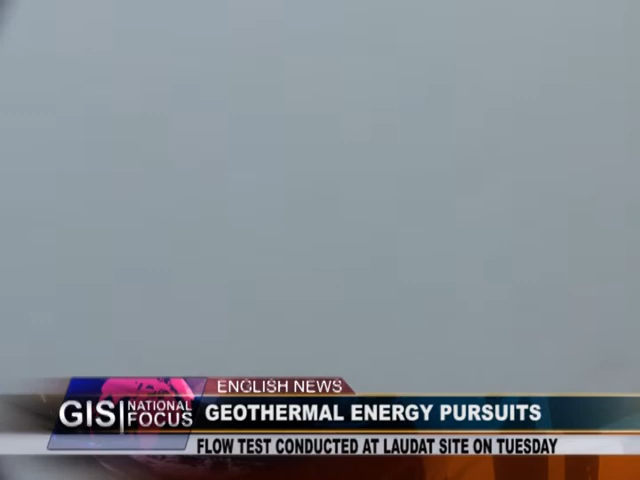 ENGLISH NEWS
GIS NATIONAL FOCUS
GEOTHERMAL ENERGY PURSUITS
FLOW TEST CONDUCTED AT LAUDAT SITE ON TUESDAY